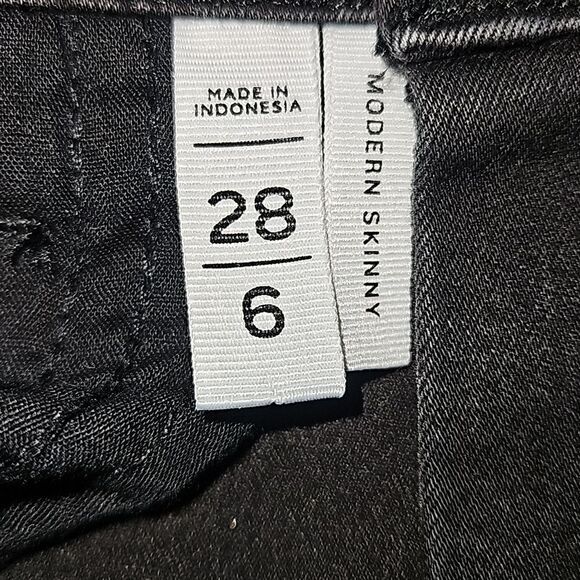 MADE IN
INDONESIA
28
6
MODERN SKINNY